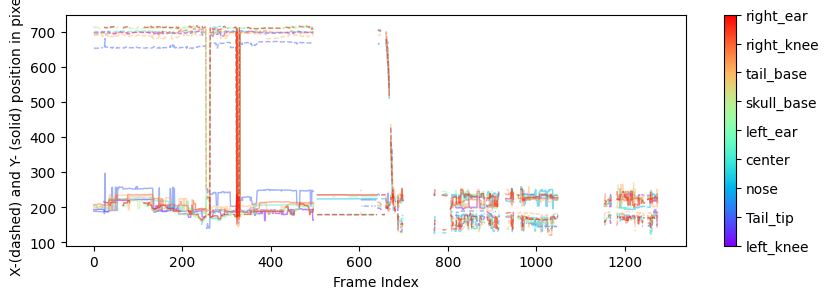 X-(dashed) and Y- (solid) position in pixe
700
600
500
400
300
200
100
0
200
400
600
800
1000
1200
Frame Index
right_ear
right_knee
tail_base
skull_base
left_ear
center
nose
Tail_tip
left_knee